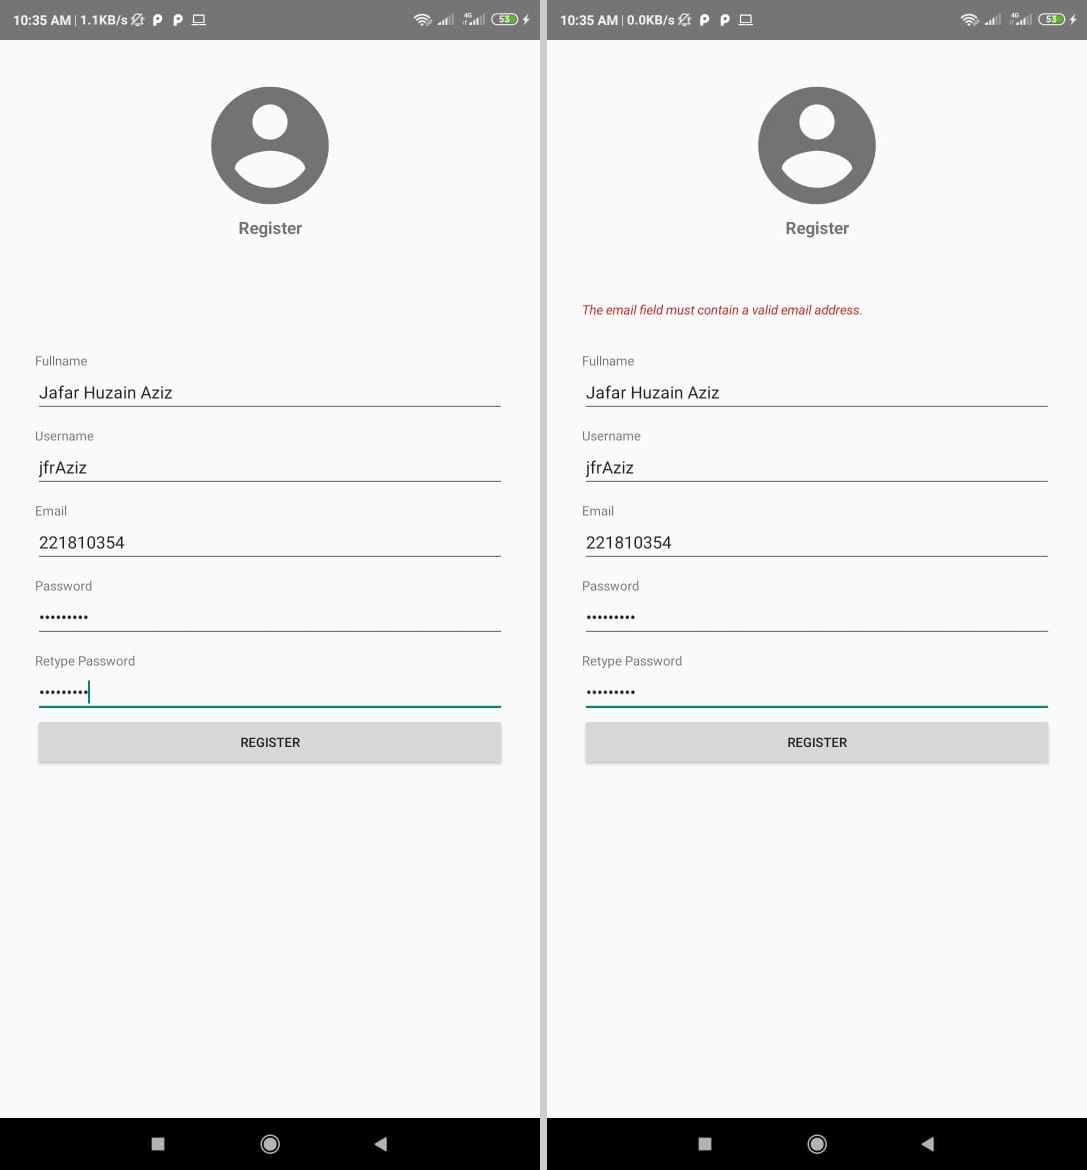 10:35 AM | 1.1KB/s
4G
53
Register
Fullname
Jafar Huzain Aziz
Username
jfrAziz
Email
221810354
Password
•••••••••
Retype Password
•••••••••
REGISTER
10:35 AM | 0.0KB/s
4G
53
Register
The email field must contain a valid email address.
Fullname
Jafar Huzain Aziz
Username
jfrAziz
Email
221810354
Password
•••••••••
Retype Password
•••••••••
REGISTER